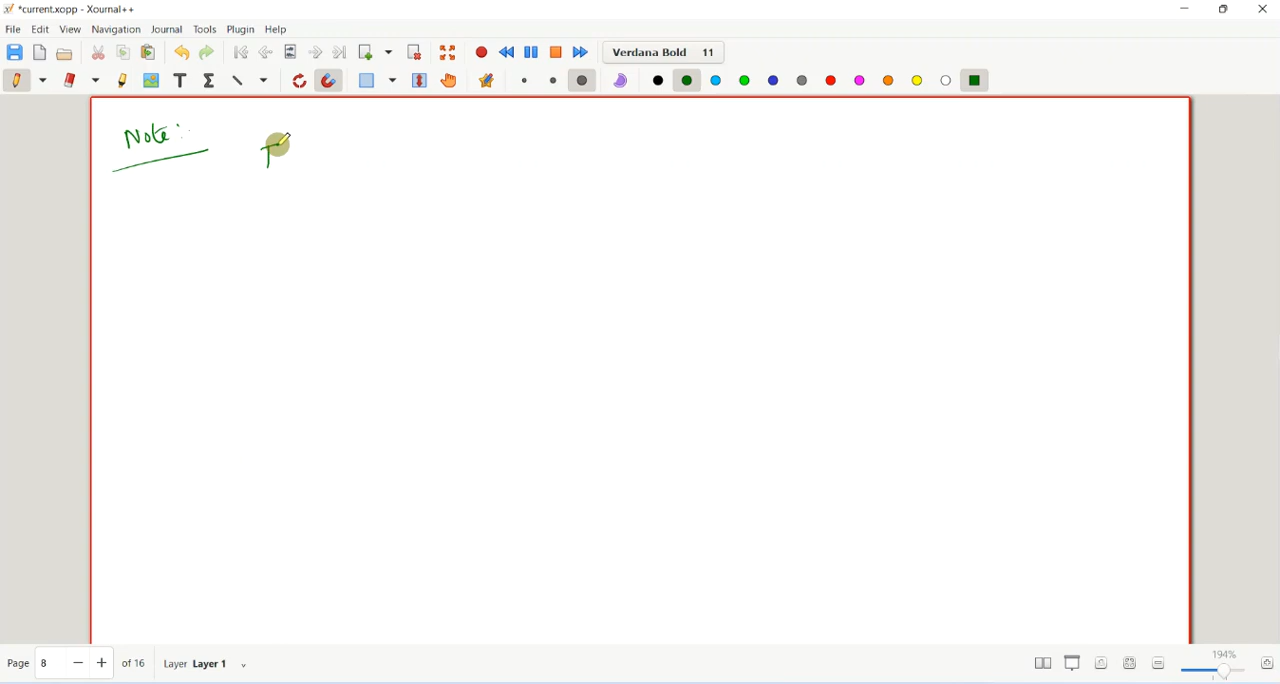 *current.xopp - Xournal++
File Edit View Navigation Journal Tools Plugin Help
Verdana Bold 11
Note :-
T
Page 8 of 16 Layer Layer 1 194%